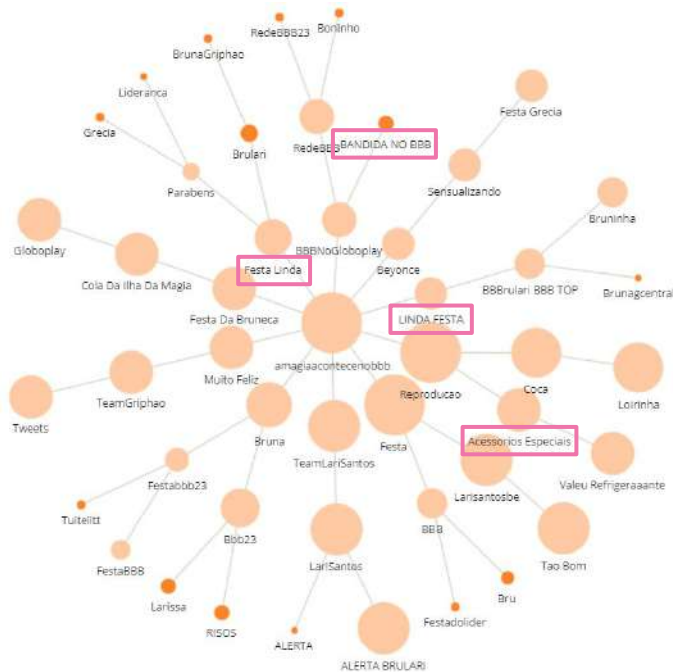 Boninho
RedeBBB23
BrunaGriphao
Lideranca
Festa Grecia
Grecia
RedeBBB
BANDIDA NO BBB
Brulari
Sensualizando
Parabens
Bruninha
Globoplay
BBBNoGloboplay
Beyonce
Festa Linda
Cola Da Ilha Da Magia
BBBrulari BBB TOP
Brunagcentral
Festa Da Bruneca
LINDA FESTA
amagiaacontecenobbb
Muito Feliz
Reproducao
Coca
Loirinha
TeamGriphao
Tweets
Bruna
Festa
Acessorios Especiais
TeamLariSantos
Festabbb23
Larisantosbe
Valeu Refrigeraaante
Tuitelitt
BBB
Bbb23
FestaBBB
LariSantos
Tao Bom
Larissa
Bru
RISOS
Festadolider
ALERTA
ALERTA BRULARI